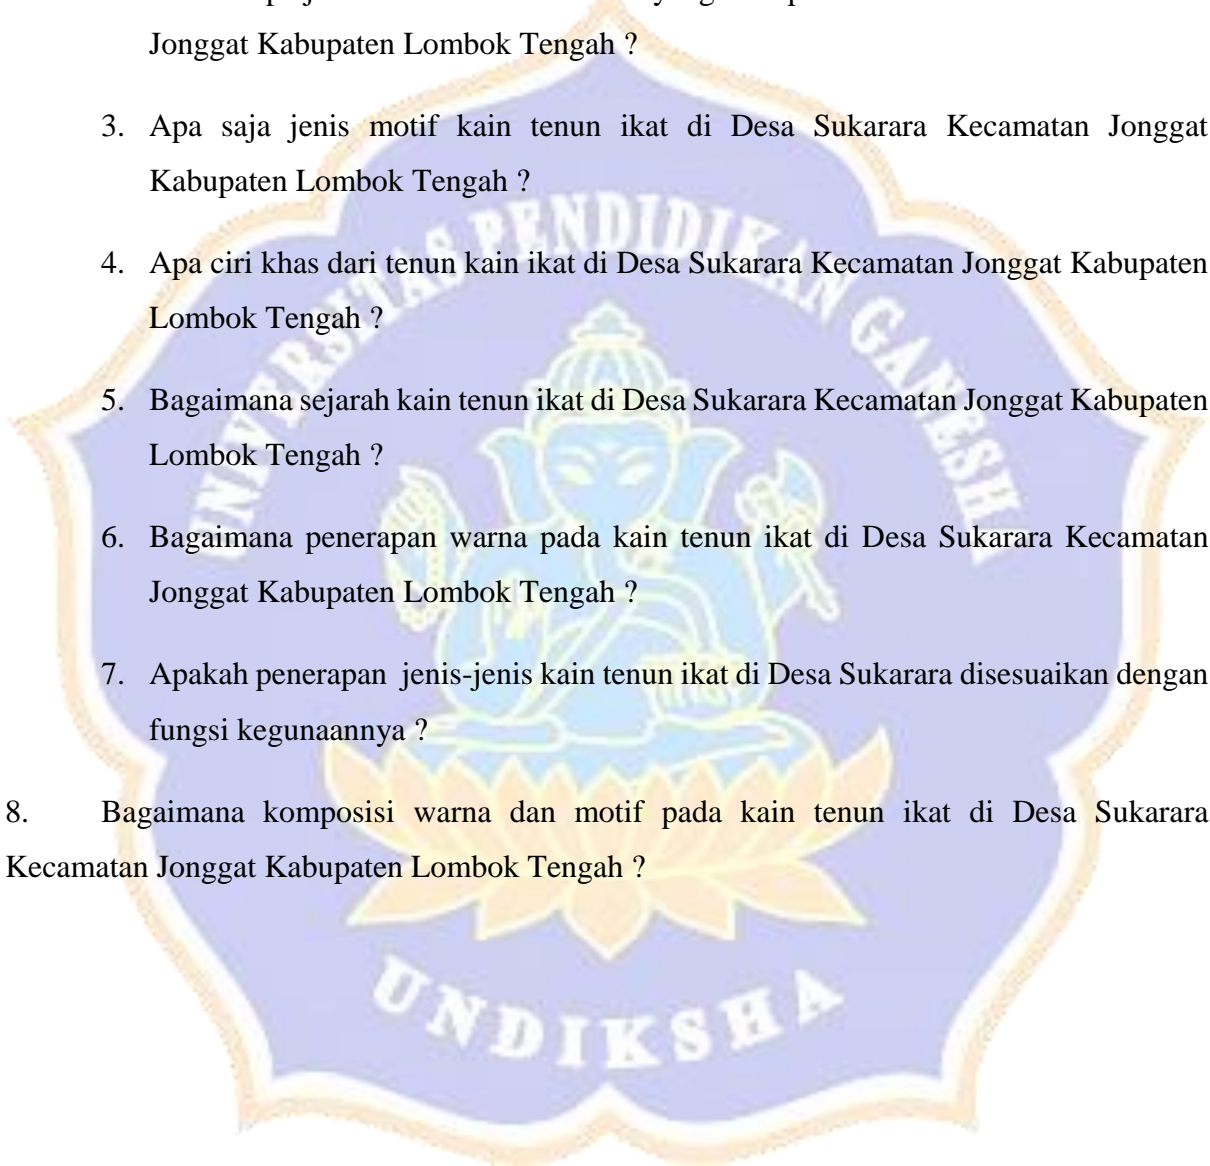 Jonggat Kabupaten Lombok Tengah ?
3. Apa saja jenis motif kain tenun ikat di Desa Sukarara Kecamatan Jonggat
Kabupaten Lombok Tengah ?
4. Apa ciri khas dari tenun kain ikat di Desa Sukarara Kecamatan Jonggat Kabupaten
Lombok Tengah ?
5. Bagaimana sejarah kain tenun ikat di Desa Sukarara Kecamatan Jonggat Kabupaten
Lombok Tengah ?
6. Bagaimana penerapan warna pada kain tenun ikat di Desa Sukarara Kecamatan
Jonggat Kabupaten Lombok Tengah ?
7. Apakah penerapan jenis-jenis kain tenun ikat di Desa Sukarara disesuaikan dengan
fungsi kegunaannya ?
8. Bagaimana komposisi warna dan motif pada kain tenun ikat di Desa Sukarara
Kecamatan Jonggat Kabupaten Lombok Tengah ?
UNIVERSITAS PENDIDIKAN GANESHA
UNDIKSHA